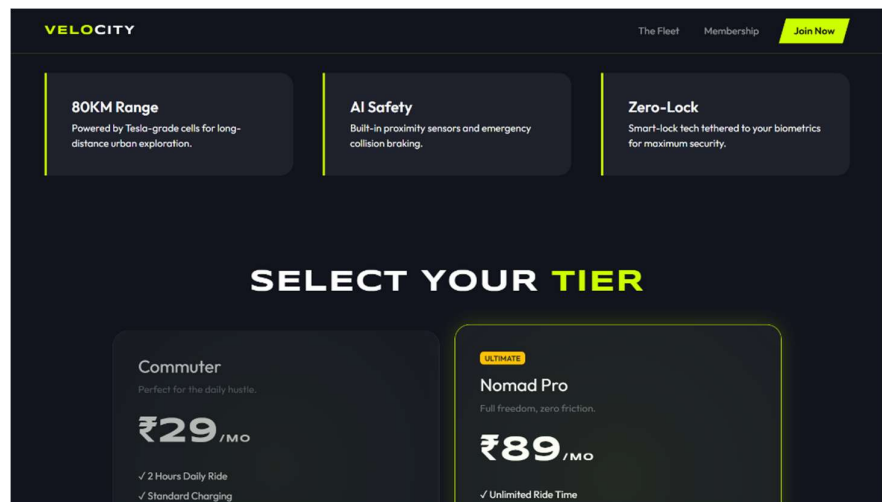 VELOCITY
The Fleet
Membership
Join Now
80KM Range
Powered by Tesla-grade cells for long-
distance urban exploration.
AI Safety
Built-in proximity sensors and emergency
collision braking.
Zero-Lock
Smart-lock tech tethered to your biometrics
for maximum security.
SELECT YOUR TIER
Commuter
Perfect for the daily hustle.
₹29/MO
✓ 2 Hours Daily Ride
✓ Standard Charging
ULTIMATE
Nomad Pro
Full freedom, zero friction.
₹89/MO
✓ Unlimited Ride Time